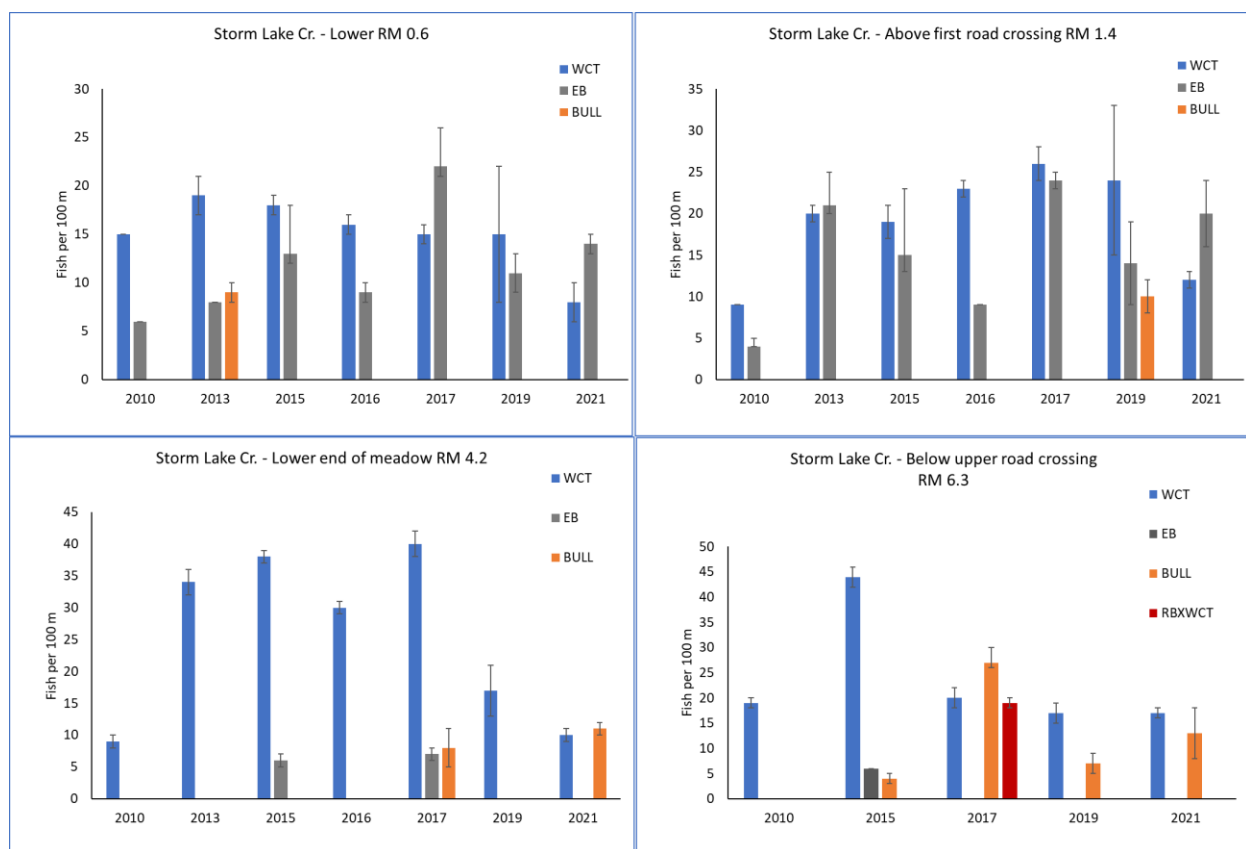 Storm Lake Cr. - Lower RM 0.6
WCT
EB
BULL
Fish per 100 m
30
25
20
15
10
5
0
2010 2013 2015 2016 2017 2019 2021
Storm Lake Cr. - Above first road crossing RM 1.4
WCT
EB
BULL
Fish per 100 m
35
30
25
20
15
10
5
0
2010 2013 2015 2016 2017 2019 2021
Storm Lake Cr. - Lower end of meadow RM 4.2
WCT
EB
BULL
Fish per 100 m
45
40
35
30
25
20
15
10
5
0
2010 2013 2015 2016 2017 2019 2021
Storm Lake Cr. - Below upper road crossing
RM 6.3
WCT
EB
BULL
RBXWCT
Fish per 100 m
50
45
40
35
30
25
20
15
10
5
0
2010 2015 2017 2019 2021